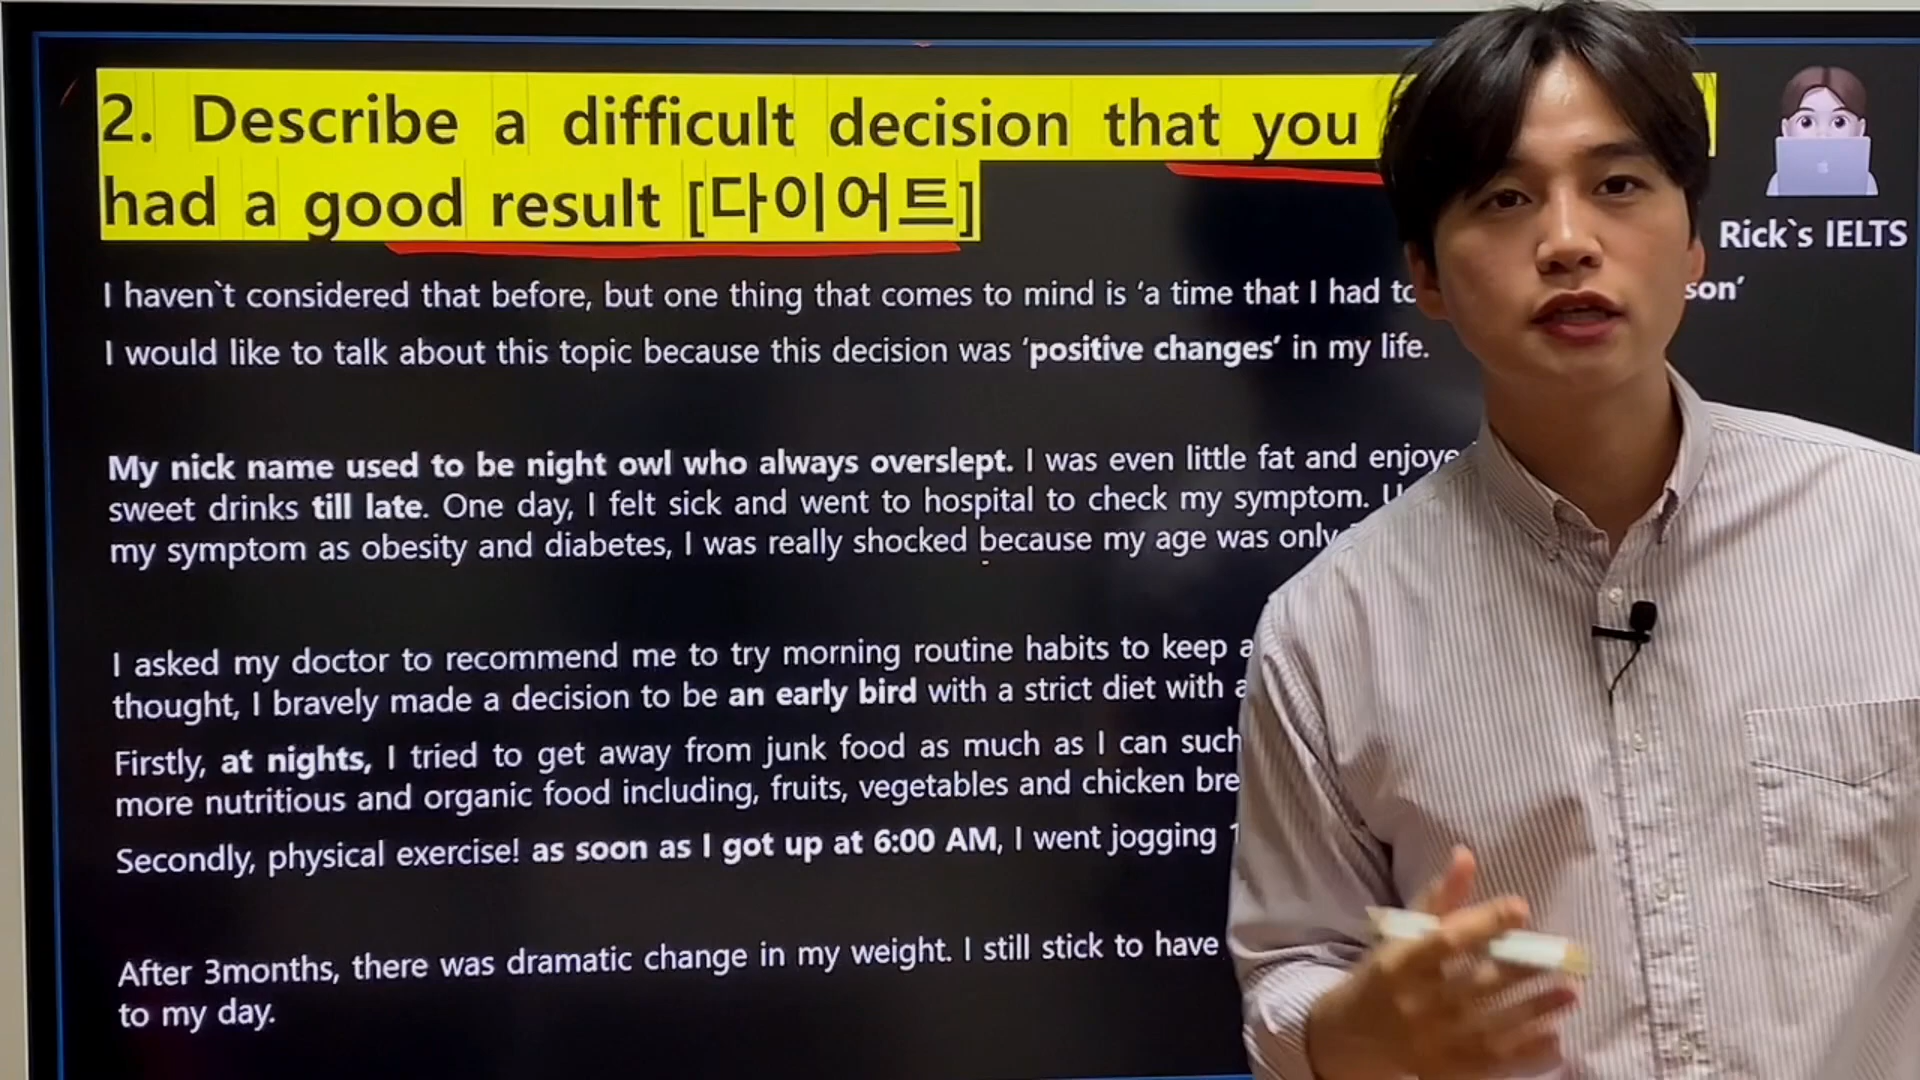 2. Describe a difficult decision that you
had a good result [다이어트]
Rick`s IELTS
I haven`t considered that before, but one thing that comes to mind is ‘a time that I had to son’
I would like to talk about this topic because this decision was ‘positive changes’ in my life.
My nick name used to be night owl who always overslept. I was even little fat and
sweet drinks till late. One day, I felt sick and went to hospital to check my symptom.
my symptom as obesity and diabetes, I was really shocked because my age was only
I asked my doctor to recommend me to try morning routine habits to keep a
thought, I bravely made a decision to be an early bird with a strict diet with a
Firstly, at nights, I tried to get away from junk food as much as I can such
more nutritious and organic food including, fruits, vegetables and chicken bre
Secondly, physical exercise! as soon as I got up at 6:00 AM, I went jogging 1
After 3months, there was dramatic change in my weight. I still stick to have
to my day.